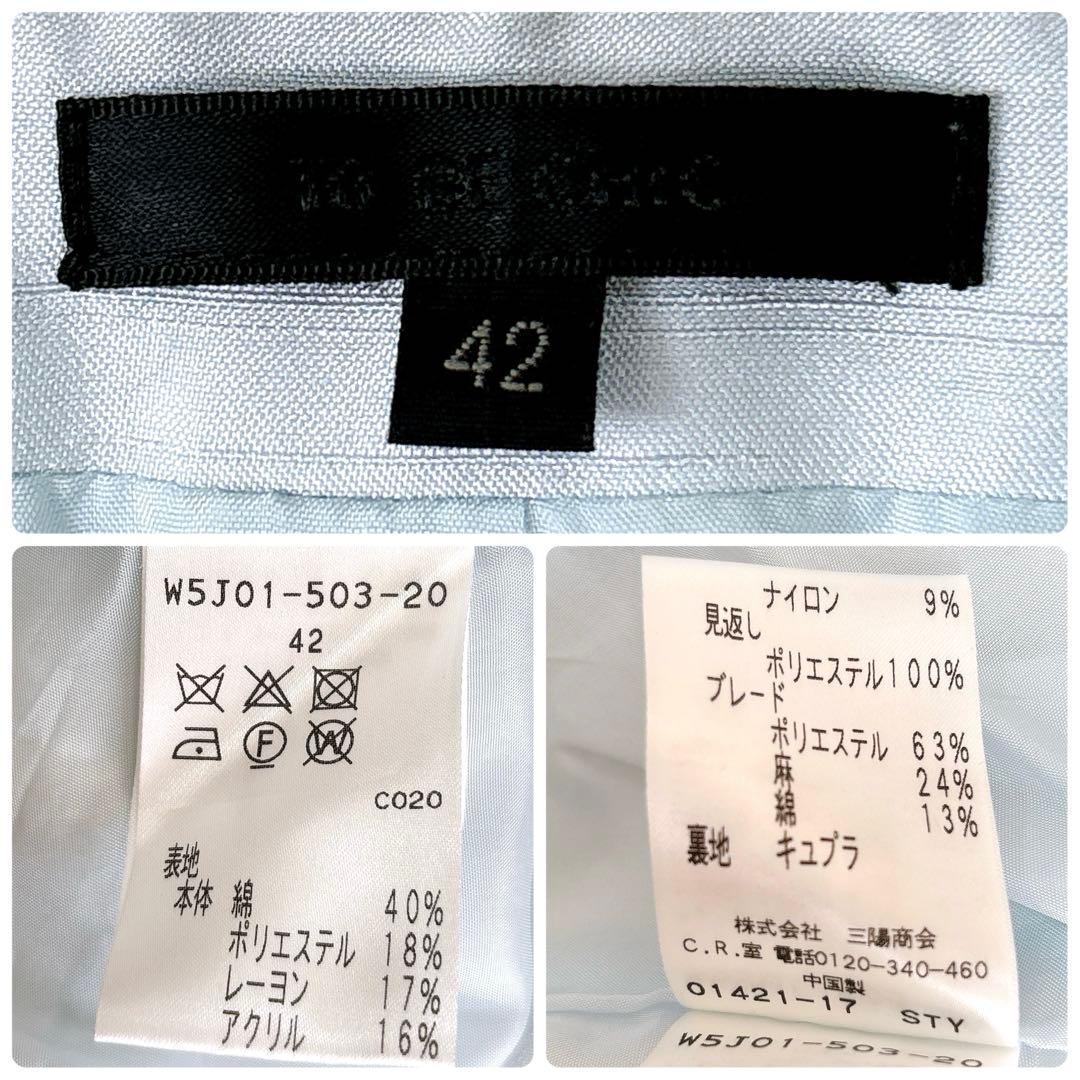 TO BE CHIC
42
W5J01-503-20
42
F
W
C020
表地
本体 綿 40%
ポリエステル 18%
レーヨン 17%
アクリル 16%
ナイロン 9%
見返し
ポリエステル100%
ブレード
ポリエステル 63%
麻 24%
綿 13%
裏地 キュプラ
株式会社 三陽商会
C.R.室 電話0120-340-460
中国製
01421-17 STY
W5J01-503-20